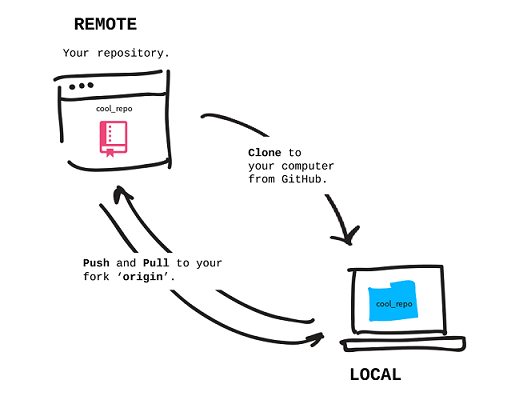 REMOTE
Your repository.
cool_repo
Clone to
your computer
from GitHub.
Push and Pull to your
fork ‘origin’.
cool_repo
LOCAL